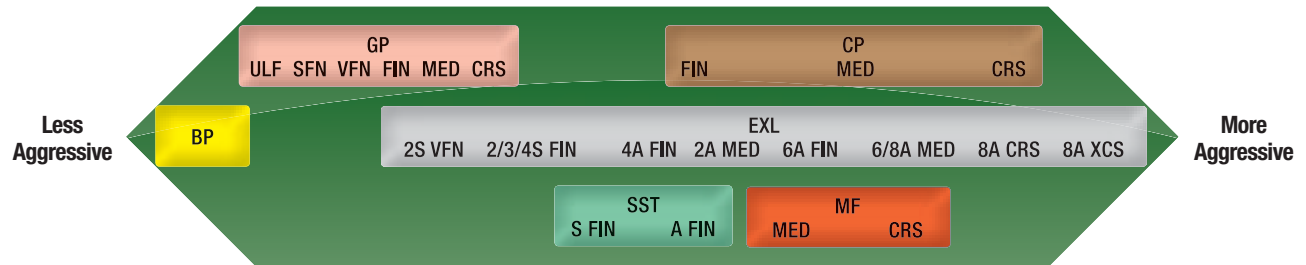 GP
ULF SFN VFN FIN MED CRS
CP
FIN MED CRS
Less
Aggressive
BP
EXL
2S VFN 2/3/4S FIN 4A FIN 2A MED 6A FIN 6/8A MED 8A CRS 8A XCS
More
Aggressive
SST
S FIN A FIN
MF
MED CRS